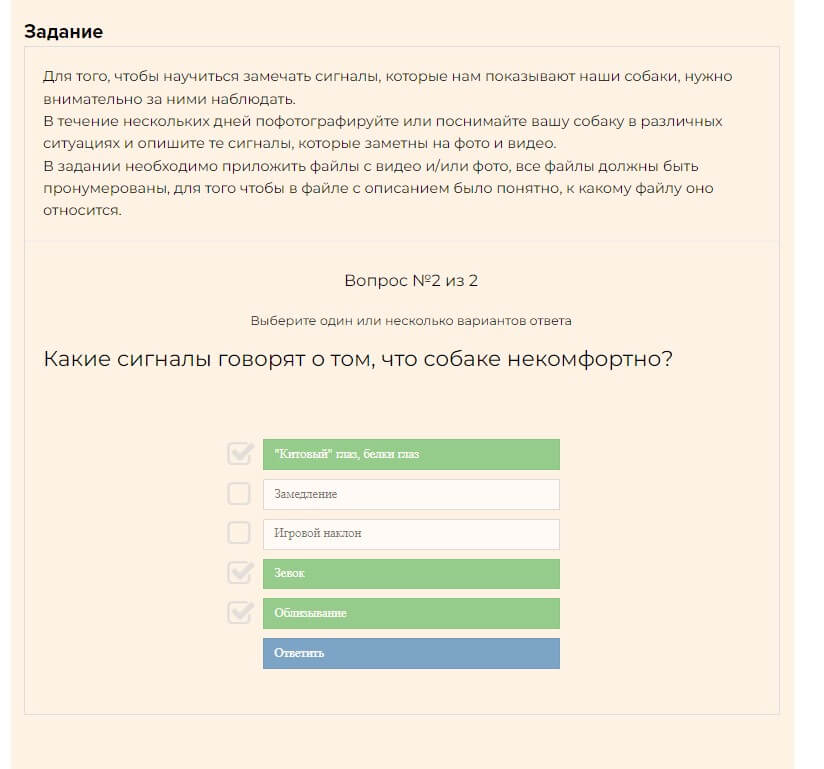 Задание
Для того, чтобы научиться замечать сигналы, которые нам показывают наши собаки, нужно
внимательно за ними наблюдать.
В течение нескольких дней пофотографируйте или поснимайте вашу собаку в различных
ситуациях и опишите те сигналы, которые заметны на фото и видео.
В задании необходимо приложить файлы с видео и/или фото, все файлы должны быть
пронумерованы, для того чтобы в файле с описанием было понятно, к какому файлу оно
относится.
Вопрос №2 из 2
Выберите один или несколько вариантов ответа
Какие сигналы говорят о том, что собаке некомфортно?
"Китовый" глаз, белки глаз
Замедление
Игровой наклон
Зевок
Облизывание
Ответить